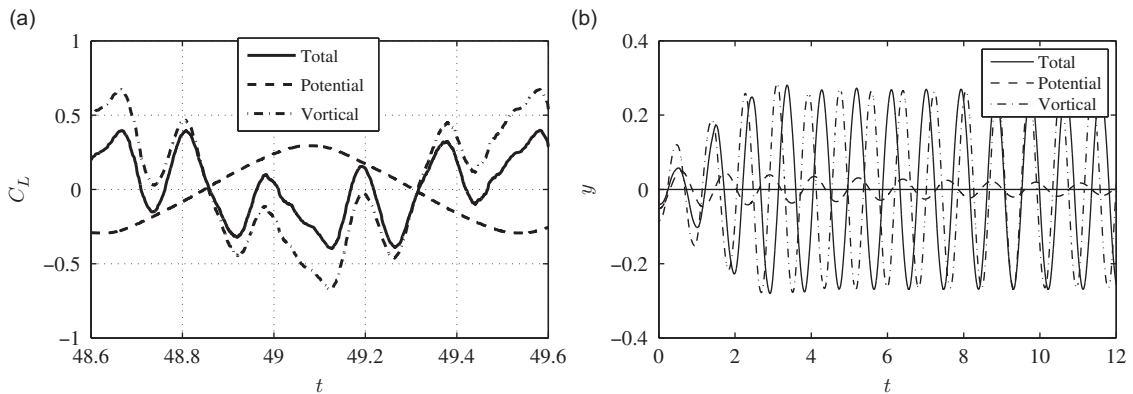 (a)
1
0.5
0
−0.5
−1
C_L
48.6 48.8 49 49.2 49.4 49.6
t
Total
Potential
Vortical
(b)
0.4
0.2
0
−0.2
−0.4
y
0 2 4 6 8 10 12
t
Total
Potential
Vortical